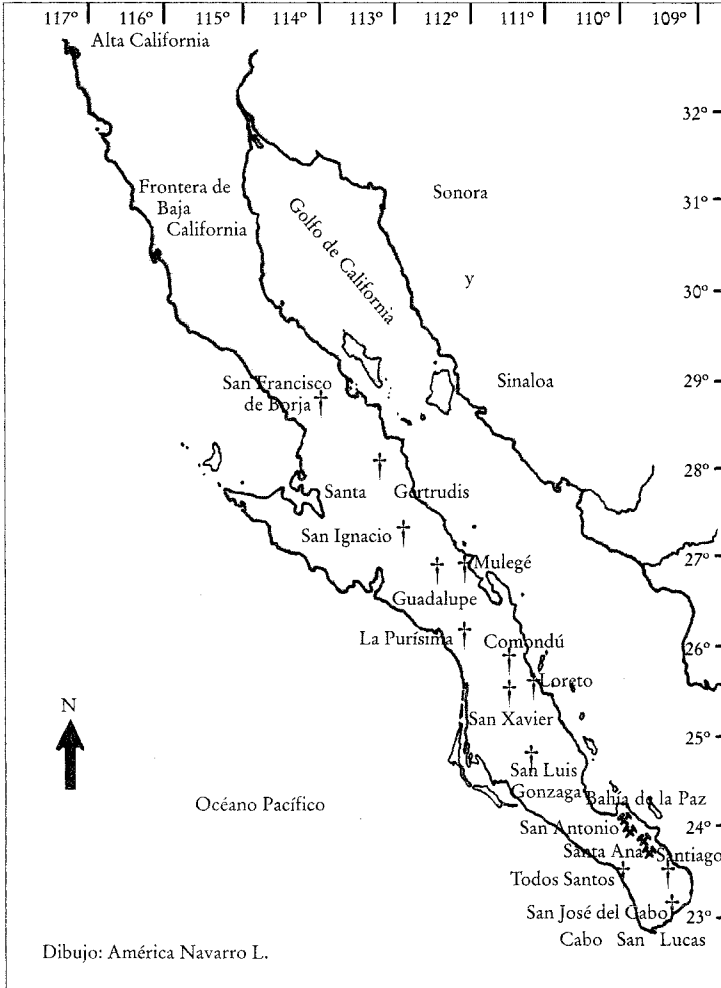 117° 116° 115° 114° 113° 112° 111° 110° 109°
Alta California
32°
Frontera de
Baja
California
Golfo de California
Sonora
31°
y
30°
Sinaloa
29°
San Francisco
de Borja
28°
Santa Gertrudis
San Ignacio
27°
Mulegé
Guadalupe
La Purísima
Comondú
26°
Loreto
San Xavier
25°
N
San Luis
Gonzaga
Bahía de la Paz
Océano Pacífico
24°
San Antonio
Santa Ana
Santiago
Todos Santos
San José del Cabo
23°
Cabo San Lucas
Dibujo: América Navarro L.